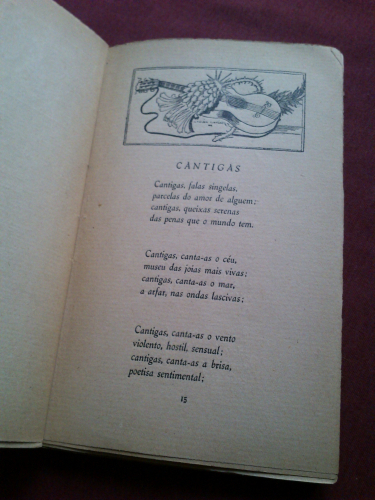 CANTIGAS
Cantigas, falas singelas,
parcelas do amor de alguem;
cantigas, queixas serenas
das penas que o mundo tem.
Cantigas, canta-as o céu,
museu das joias mais vivas;
cantigas, canta-as o mar,
a arfar, nas ondas lascivas;
Cantigas, canta-as o vento
violento, hostil, sensual;
cantigas, canta-as a brisa,
poetisa sentimental;
15